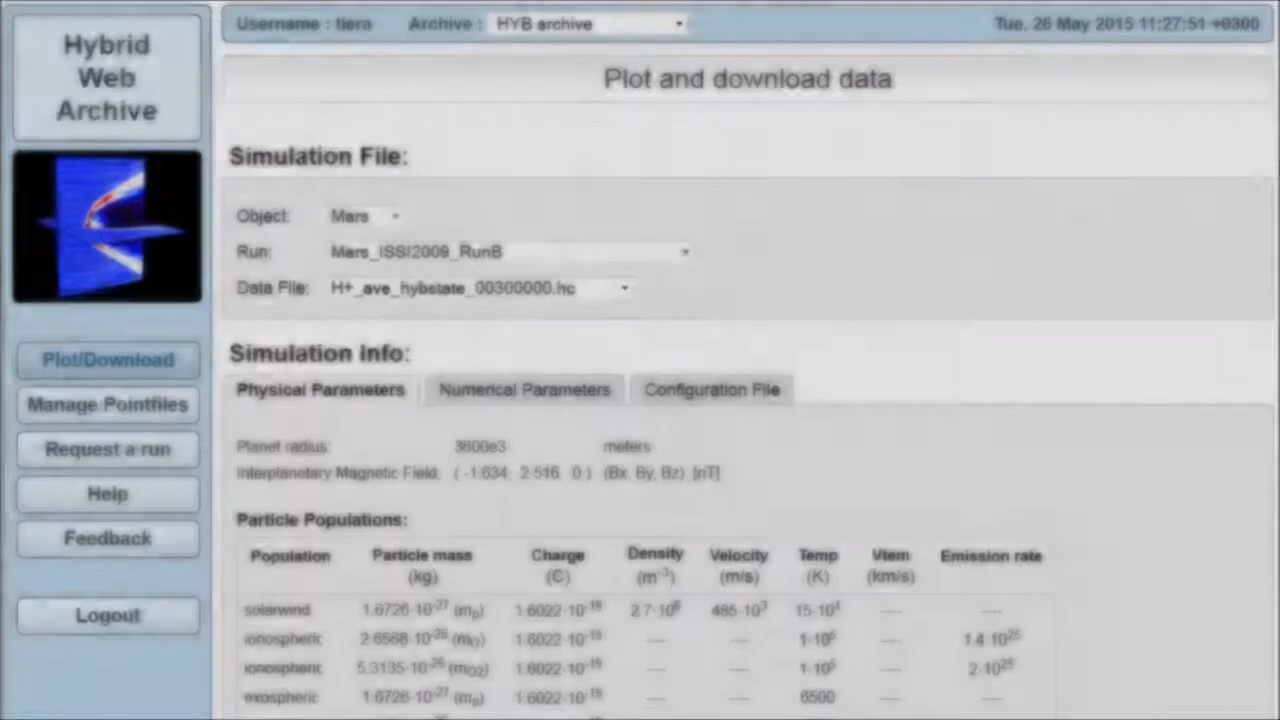 Hybrid
Web
Archive
Username : tiera Archive : HYB archive Tue, 26 May 2015 11:27:51 +0300
Plot and download data
Simulation File:
Object: Mars
Run: Mars_ISSI2009_RunB
Data File: H+_ave_hybstate_00300000.hc
Plot/Download
Manage Pointfiles
Request a run
Help
Feedback
Logout
Simulation Info:
Physical Parameters Numerical Parameters Configuration File
Planet radius: 3600e3 meters
Interplanetary Magnetic Field: ( -1.634, 2.516, 0 ) (Bx, By, Bz) [nT]
Particle Populations:
Population Particle mass Charge Density Velocity Temp Vtem Emission rate
(kg) (C) (m⁻³) (m/s) (K) (km/s)
solarwind 1.6726·10⁻²⁷ (mp) 1.6022·10⁻¹⁹ 2.7·10⁶ 485·10³ 15·10⁴ ---- ----
ionospheric 2.6568·10⁻²⁶ (mO) 1.6022·10⁻¹⁹ ---- ---- 1·10⁵ ---- 1.4·10²⁵
ionospheric 5.3135·10⁻²⁶ (mO2) 1.6022·10⁻¹⁹ ---- ---- 1·10⁵ ---- 2·10²⁵
exospheric 1.6726·10⁻²⁷ (mp) 1.6022·10⁻¹⁹ ---- ---- 6500 ----